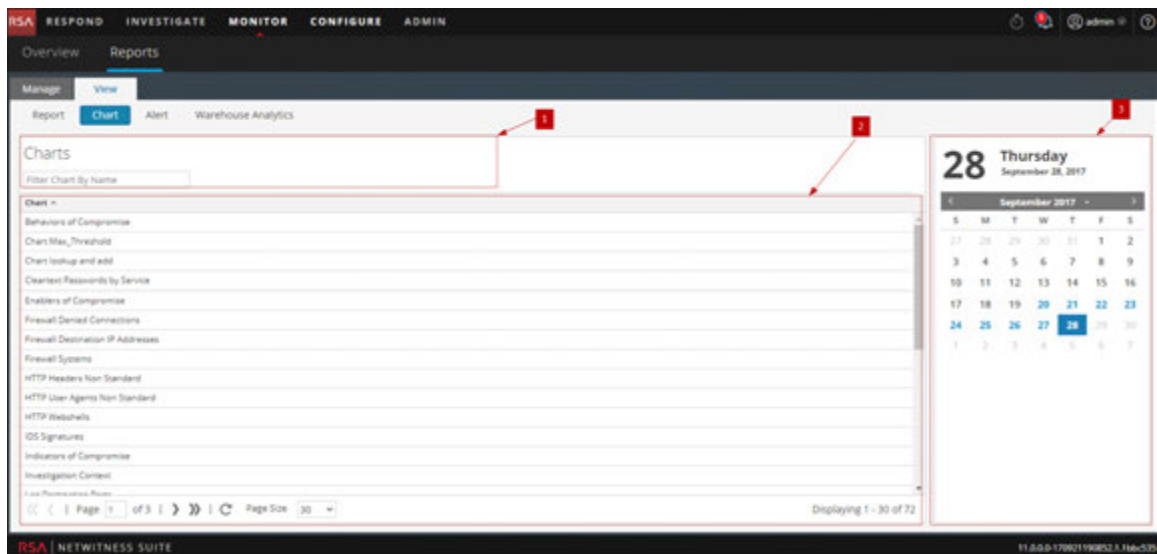 RSA RESPOND INVESTIGATE MONITOR CONFIGURE ADMIN admin
Overview Reports
Manage View
Report Chart Alert Warehouse Analytics
1
2
3
Charts
Filter Chart By Name
Chart
Behaviors of Compromise
Chart Max_Threshold
Chart lookup and add
Cleartext Passwords by Service
Enablers of Compromise
Firewall Denied Connections
Firewall Destination IP Addresses
Firewall Systems
HTTP Headers Non Standard
HTTP User Agents Non Standard
HTTP Webshells
IDS Signatures
Indicators of Compromise
Investigation Context
<< < | Page 1 of 3 | > >> | Page Size 30
Displaying 1 - 30 of 72
28 Thursday
September 28, 2017
< September 2017 >
S M T W T F S
27 28 29 30 31 1 2
3 4 5 6 7 8 9
10 11 12 13 14 15 16
17 18 19 20 21 22 23
24 25 26 27 28 29 30
1 2 3 4 5 6 7
RSA | NETWITNESS SUITE